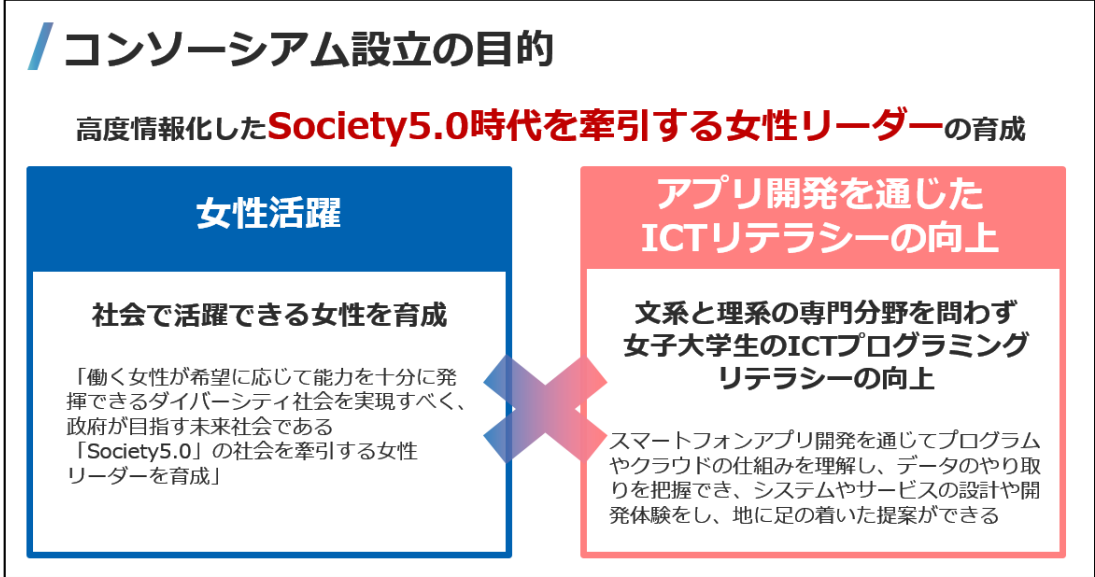 コンソーシアム設立の目的
高度情報化したSociety5.0時代を牽引する女性リーダーの育成
女性活躍
社会で活躍できる女性を育成
「働く女性が希望に応じて能力を十分に発
揮できるダイバーシティ社会を実現すべく、
政府が目指す未来社会である
「Society5.0」の社会を牽引する女性
リーダーを育成」
アプリ開発を通じた
ICTリテラシーの向上
文系と理系の専門分野を問わず
女子大学生のICTプログラミング
リテラシーの向上
スマートフォンアプリ開発を通じてプログラム
やクラウドの仕組みを理解し、データのやり取
りを把握でき、システムやサービスの設計や開
発体験をし、地に足の着いた提案ができる